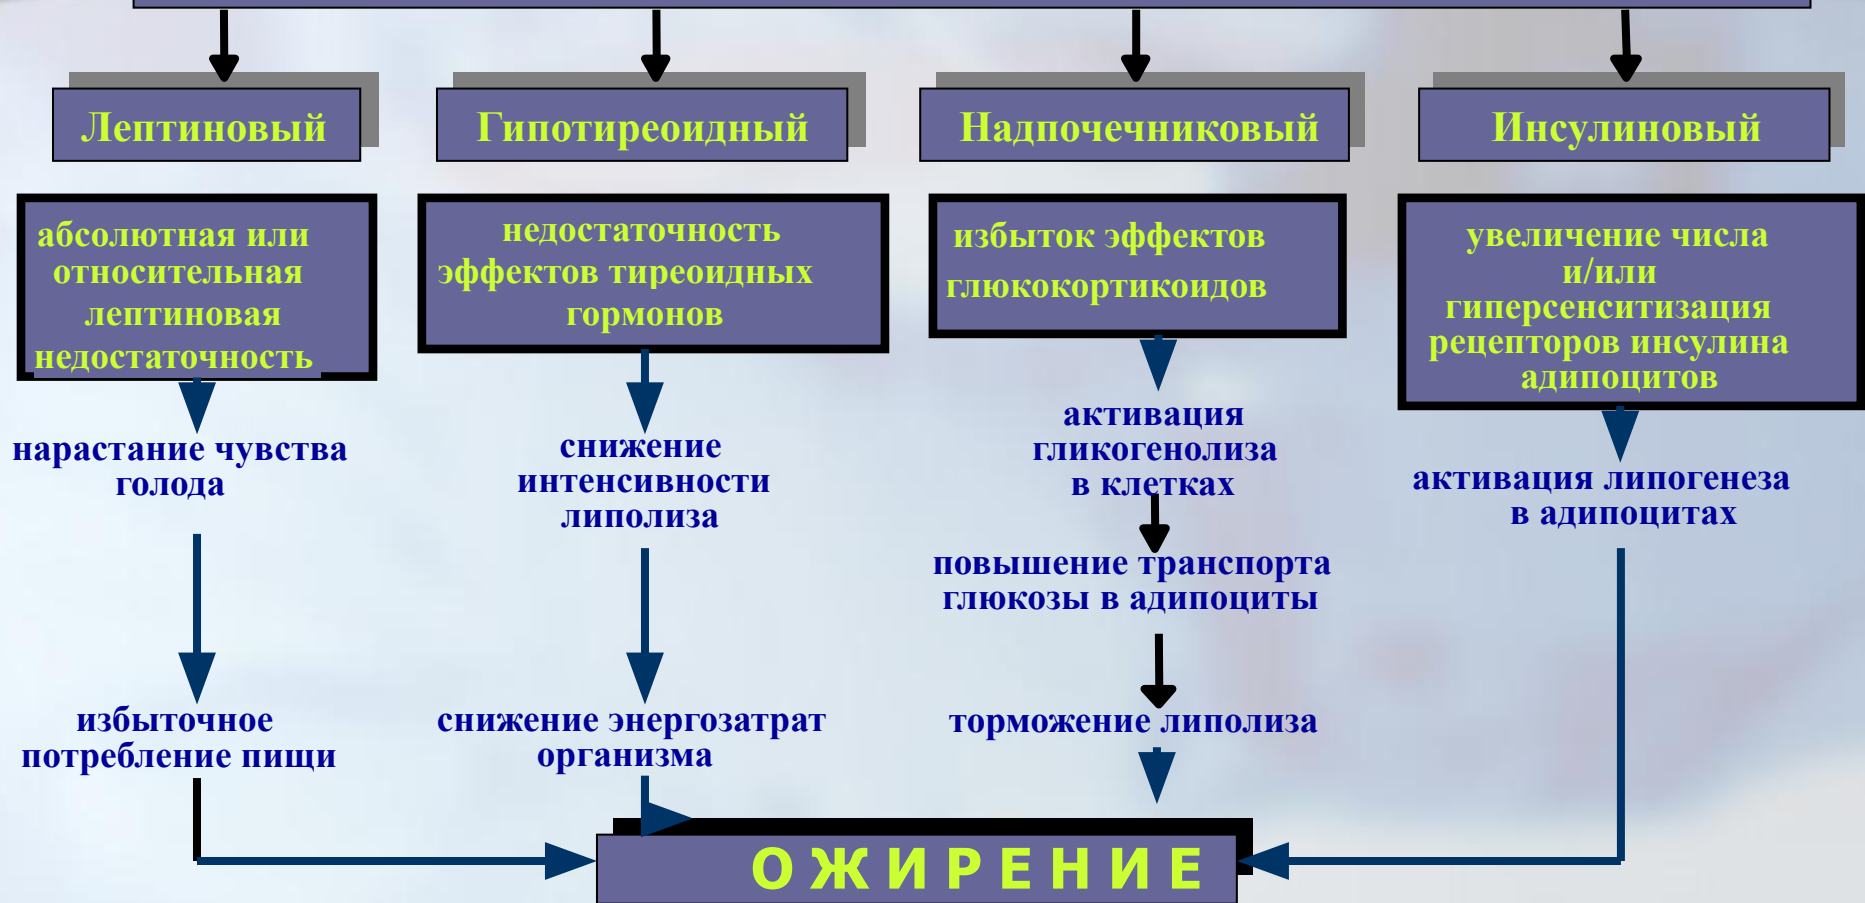 Лептиновый
Гипотиреоидный
Надпочечниковый
Инсулиновый
абсолютная или
относительная
лептиновая
недостаточность
недостаточность
эффектов тиреоидных
гормонов
избыток эффектов
глюкокортикоидов
увеличение числа
и/или
гиперсенситизация
рецепторов инсулина
адипоцитов
нарастание чувства
голода
снижение
интенсивности
липолиза
активация
гликогенолиза
в клетках
активация липогенеза
в адипоцитах
повышение транспорта
глюкозы в адипоциты
избыточное
потребление пищи
снижение энергозатрат
организма
торможение липолиза
ОЖИРЕНИЕ